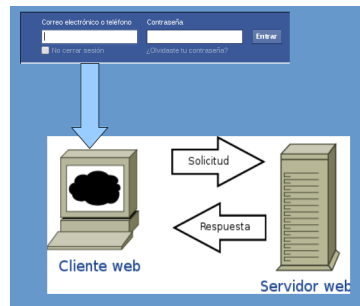 Correo electrónico o teléfono Contraseña
Entrar
No cerrar sesión ¿Olvidaste tu contraseña?
Solicitud
Respuesta
Cliente web
Servidor web